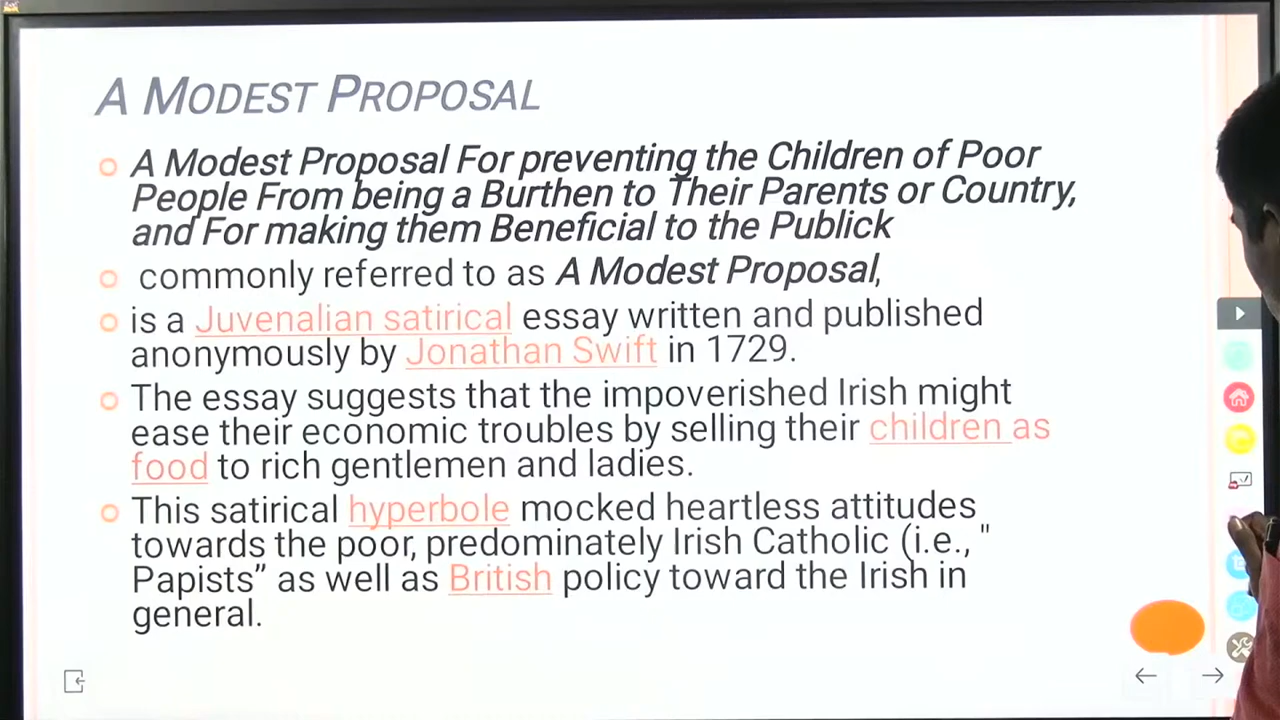 A MODEST PROPOSAL
A Modest Proposal For preventing the Children of Poor
People From being a Burthen to Their Parents or Country,
and For making them Beneficial to the Publick
commonly referred to as A Modest Proposal,
is a Juvenalian satirical essay written and published
anonymously by Jonathan Swift in 1729.
The essay suggests that the impoverished Irish might
ease their economic troubles by selling their children as
food to rich gentlemen and ladies.
This satirical hyperbole mocked heartless attitudes
towards the poor, predominately Irish Catholic (i.e., "
Papists” as well as British policy toward the Irish in
general.